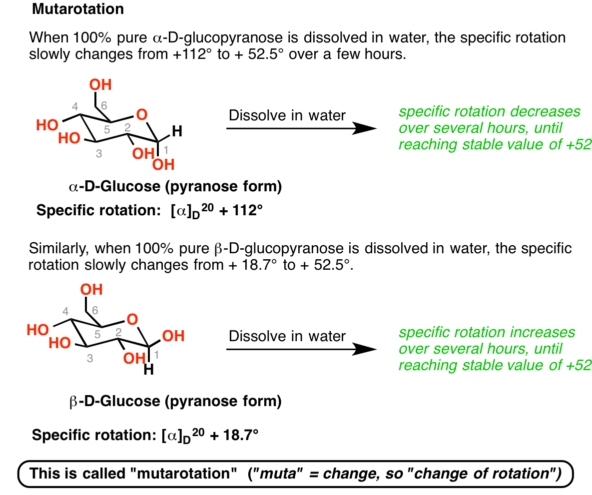 Mutarotation
When 100% pure α-D-glucopyranose is dissolved in water, the specific rotation
slowly changes from +112° to + 52.5° over a few hours.
OH
4
6
HO
O
5
2
H
HO
Dissolve in water
specific rotation decreases
over several hours, until
reaching stable value of +52
3
OH
1
OH
α-D-Glucose (pyranose form)
Specific rotation: [α]D20 + 112°
Similarly, when 100% pure β-D-glucopyranose is dissolved in water, the specific
rotation slowly changes from + 18.7° to + 52.5°.
OH
4
6
HO
O
5
2
OH
HO
Dissolve in water
specific rotation increases
over several hours, until
reaching stable value of +52
3
OH
1
H
β-D-Glucose (pyranose form)
Specific rotation: [α]D20 + 18.7°
This is called "mutarotation" ("muta" = change, so "change of rotation")